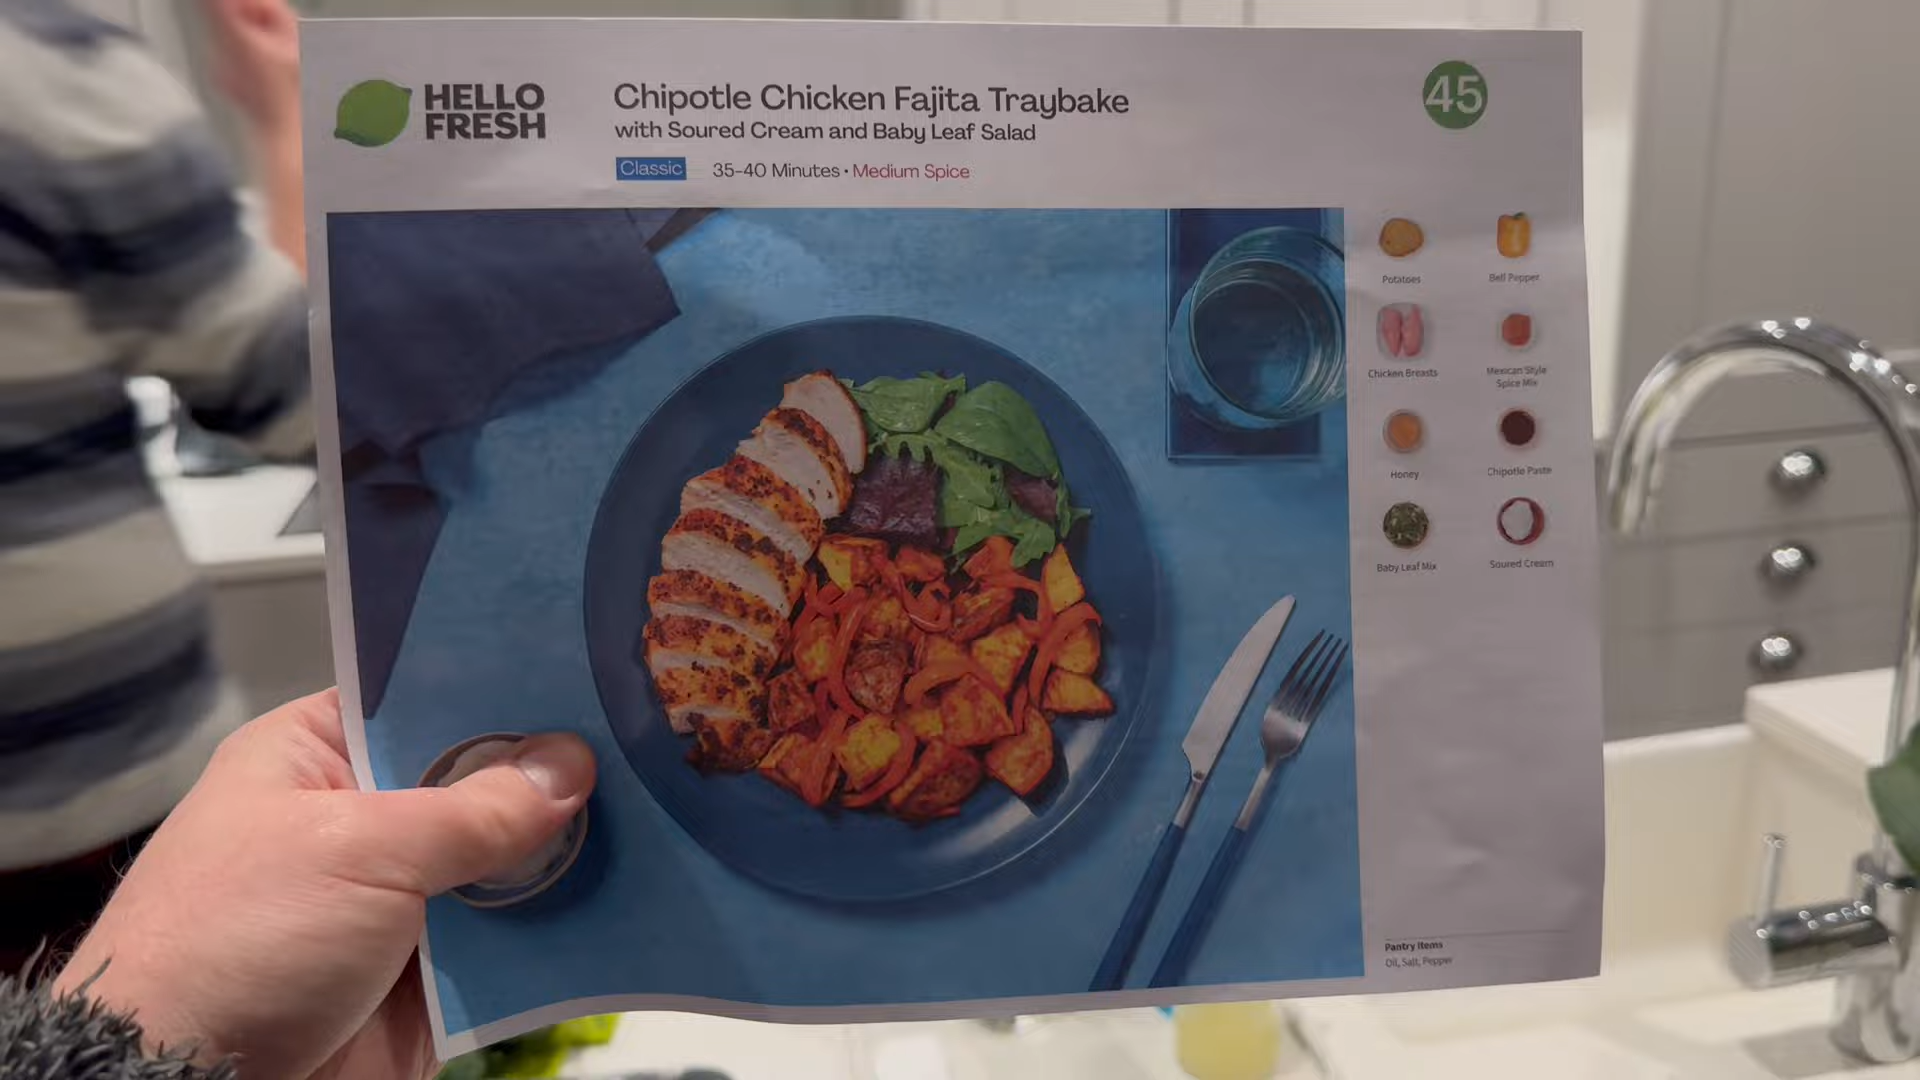 HELLO
FRESH
Chipotle Chicken Fajita Traybake
with Soured Cream and Baby Leaf Salad
Classic 35-40 Minutes • Medium Spice
45
Potatoes
Bell Pepper
Chicken Breasts
Mexican Style
Spice Mix
Honey
Chipotle Paste
Baby Leaf Mix
Soured Cream
Pantry Items
Oil, Salt, Pepper